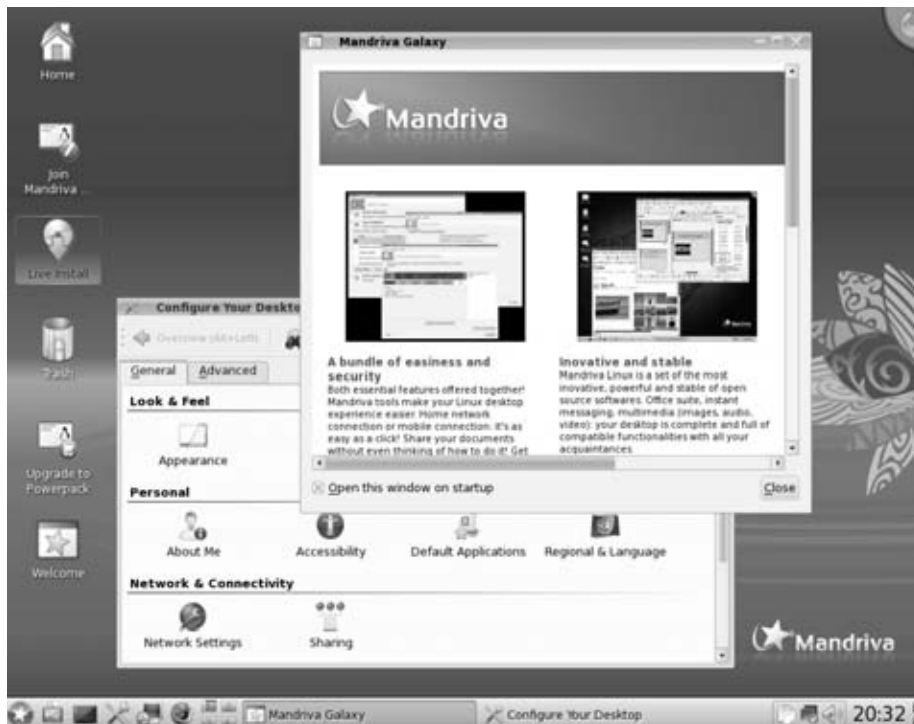 Home
Join
Mandriva ...
Live Install
Trash
Upgrade to
Powerpack
Welcome
Mandriva Galaxy
Mandriva
A bundle of easiness and
security
Both essential features offered together!
Mandriva tools make your Linux desktop
experience easier. Home network
connection or mobile connection: it's as
easy as a click! Share your documents
without even thinking of how to do it! Get
Inovative and stable
Mandriva Linux is a set of the most
inovative, powerful and stable of open
source softwares. Office suite, instant
messaging, multimedia (images, audio,
video): your desktop is complete and full of
compatible functionalities with all your
acquaintances
Open this window on startup
Close
Configure Your Deskto
Overview (Alt+Left)
General
Advanced
Look & Feel
Appearance
Personal
About Me
Accessibility
Default Applications
Regional & Language
Network & Connectivity
Network Settings
Sharing
Mandriva
Mandriva Galaxy
Configure Your Desktop
20:32